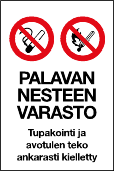 PALAVAN
NESTEEN
VARASTO
Tupakointi ja
avotulen teko
ankarasti kielletty